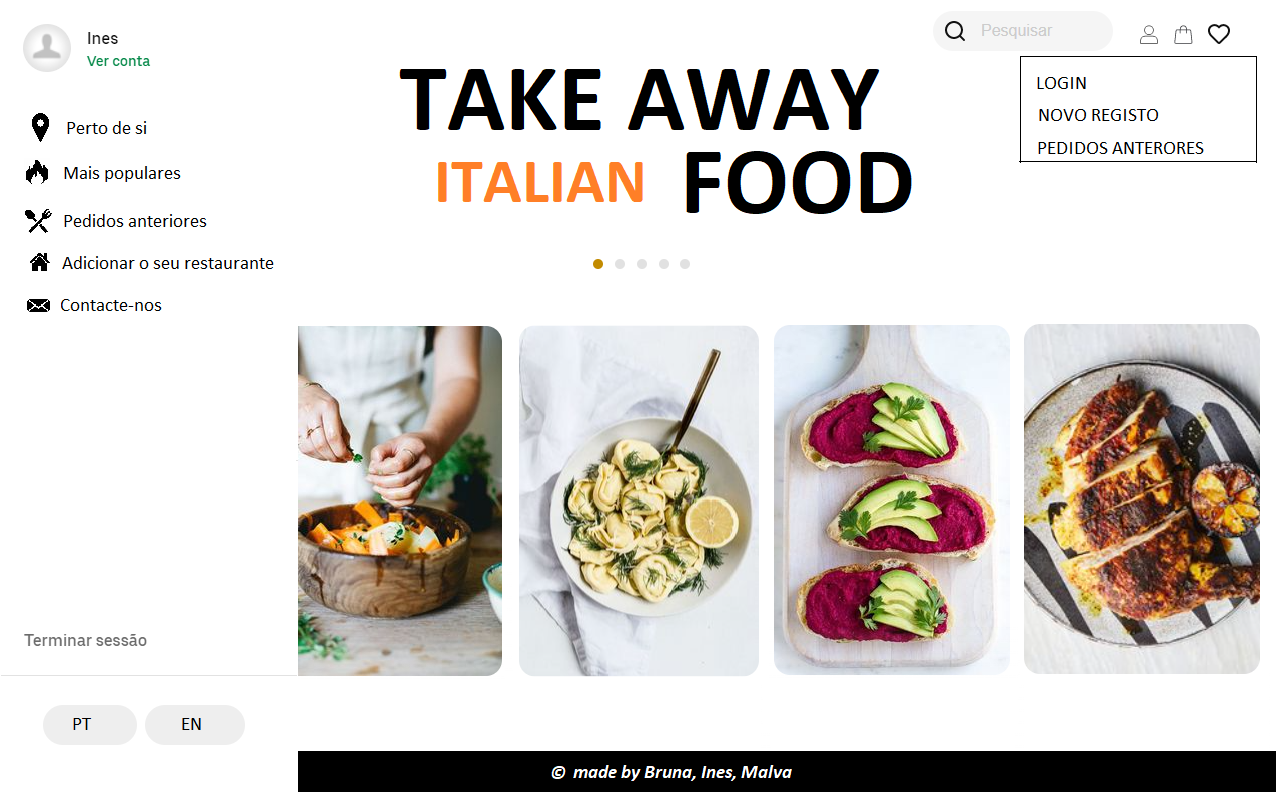 Ines
Ver conta
Perto de si
Mais populares
Pedidos anteriores
Adicionar o seu restaurante
Contacte-nos
Terminar sessão
PT EN
Pesquisar
LOGIN
NOVO REGISTO
PEDIDOS ANTERORES
TAKE AWAY
ITALIAN FOOD
© made by Bruna, Ines, Malva